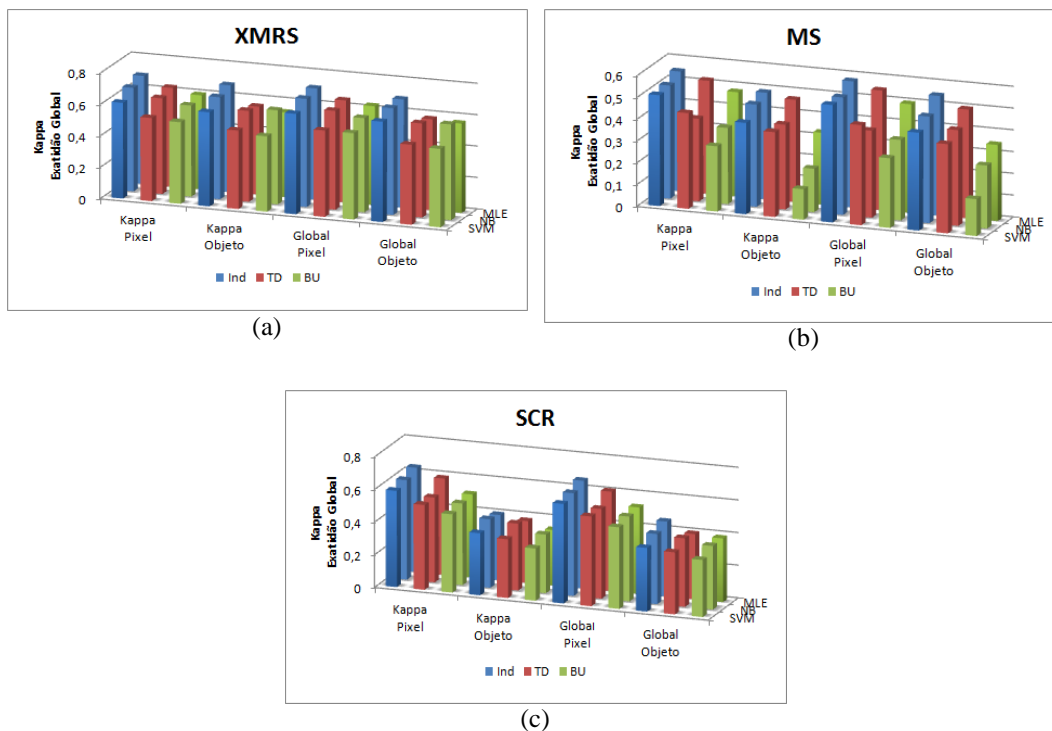 XMRS
Kappa
Exatidão Global
0,8
0,6
0,4
0,2
0
Kappa
Pixel
Kappa
Objeto
Global
Pixel
Global
Objeto
MLE
NB
SVM
Ind TD BU
(a)
MS
Kappa
Exatidão Global
0,6
0,5
0,4
0,3
0,2
0,1
0
Kappa
Pixel
Kappa
Objeto
Global
Pixel
Global
Objeto
MLE
NB
SVM
Ind TD BU
(b)
SCR
Kappa
Exatidão Global
0,8
0,6
0,4
0,2
0
Kappa
Pixel
Kappa
Objeto
Global
Pixel
Global
Objeto
MLE
NB
SVM
Ind TD BU
(c)